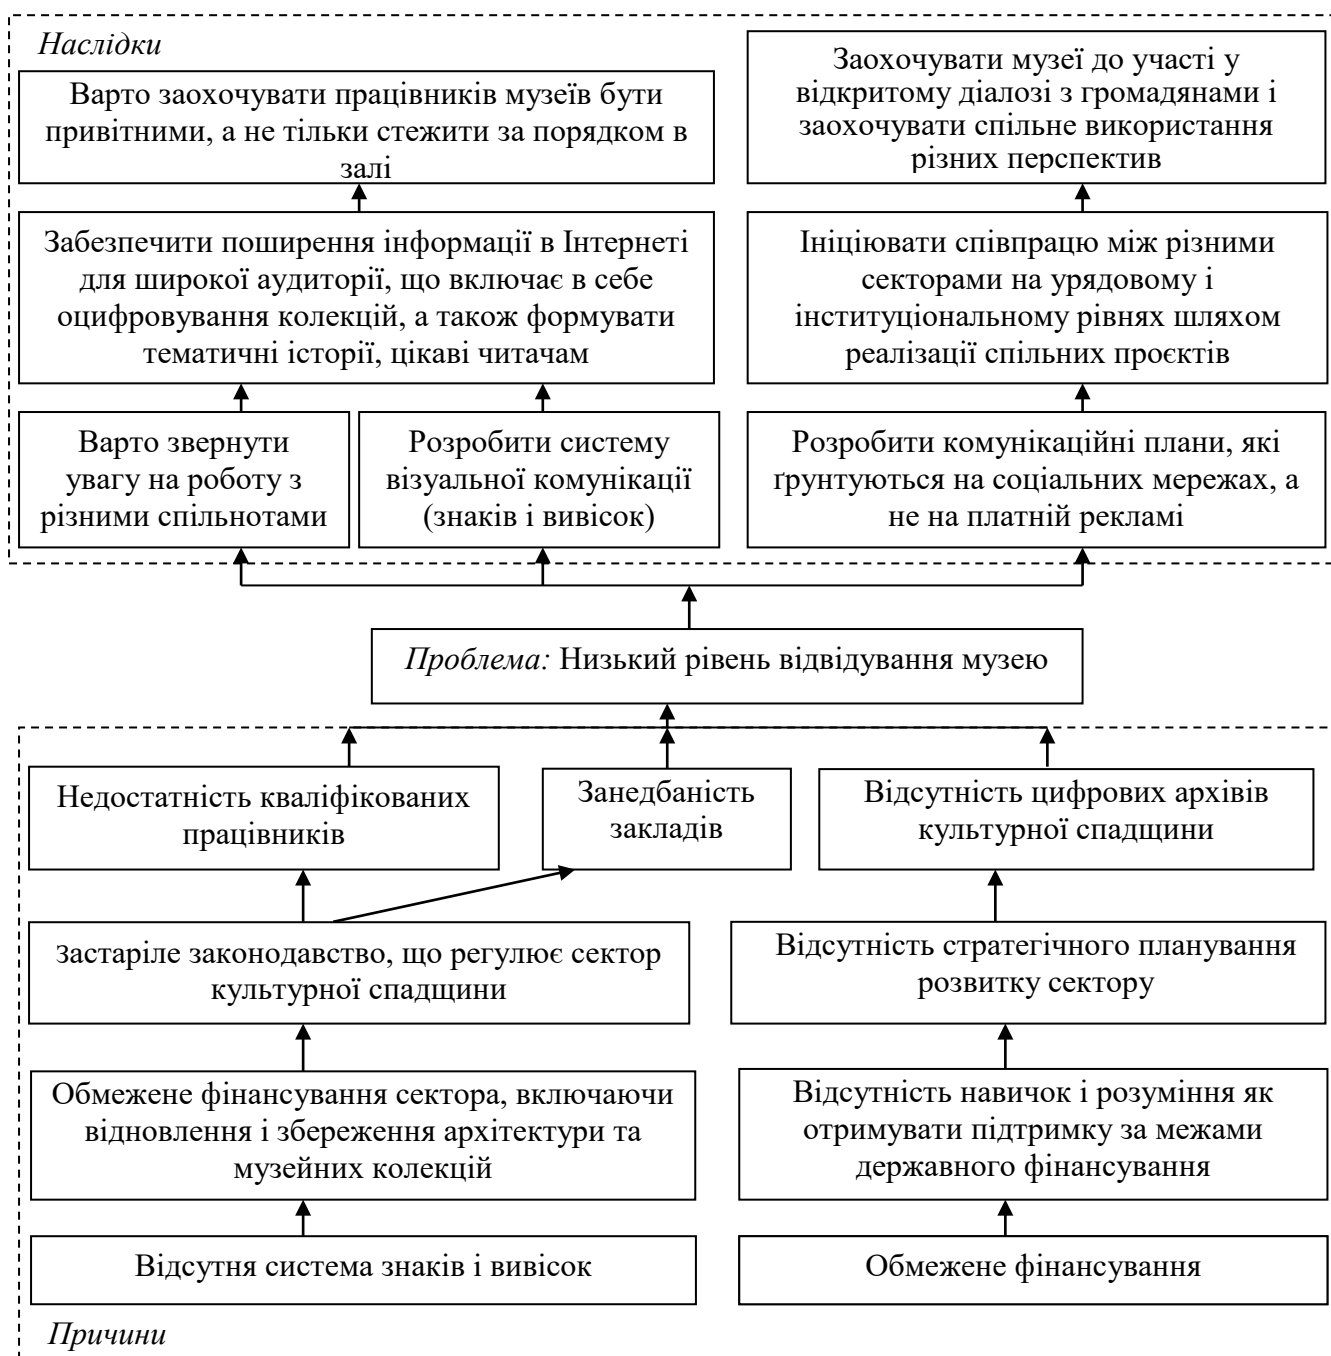 Наслідки
Варто заохочувати працівників музеїв бути
привітними, а не тільки стежити за порядком в
залі
Заохочувати музеї до участі у
відкритому діалозі з громадянами і
заохочувати спільне використання
різних перспектив
Забезпечити поширення інформації в Інтернеті
для широкої аудиторії, що включає в себе
оцифровування колекцій, а також формувати
тематичні історії, цікаві читачам
Ініціювати співпрацю між різними
секторами на урядовому і
інституціональному рівнях шляхом
реалізації спільних проєктів
Варто звернути
увагу на роботу з
різними спільнотами
Розробити систему
візуальної комунікації
(знаків і вивісок)
Розробити комунікаційні плани, які
ґрунтуються на соціальних мережах, а
не на платній рекламі
Проблема: Низький рівень відвідування музею
Недостатність кваліфікованих
працівників
Занедбаність
закладів
Відсутність цифрових архівів
культурної спадщини
Застаріле законодавство, що регулює сектор
культурної спадщини
Відсутність стратегічного планування
розвитку сектору
Обмежене фінансування сектора, включаючи
відновлення і збереження архітектури та
музейних колекцій
Відсутність навичок і розуміння як
отримувати підтримку за межами
державного фінансування
Відсутня система знаків і вивісок
Обмежене фінансування
Причини